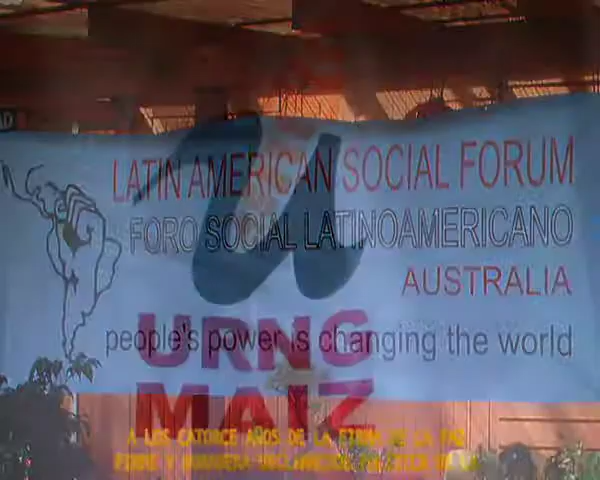 LATIN AMERICAN SOCIAL FORUM
FORO SOCIAL LATINOAMERICANO
AUSTRALIA
people's power is changing the world
URNG
MAIZ
A LOS CATORCE AÑOS DE LA FIRMA DE LA PAZ